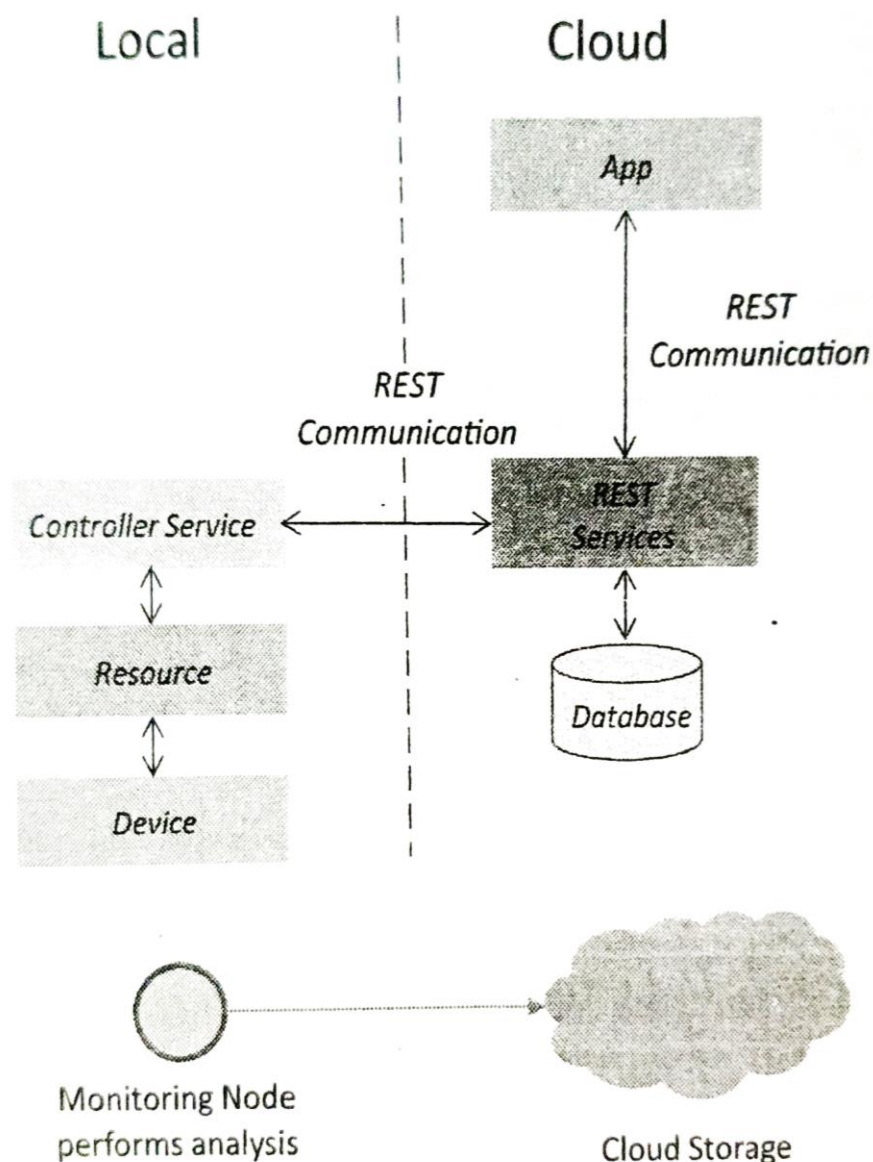 Local
Cloud
App
REST
Communication
REST
Communication
Controller Service
REST
Services
Resource
Database
Device
Monitoring Node
performs analysis
Cloud Storage